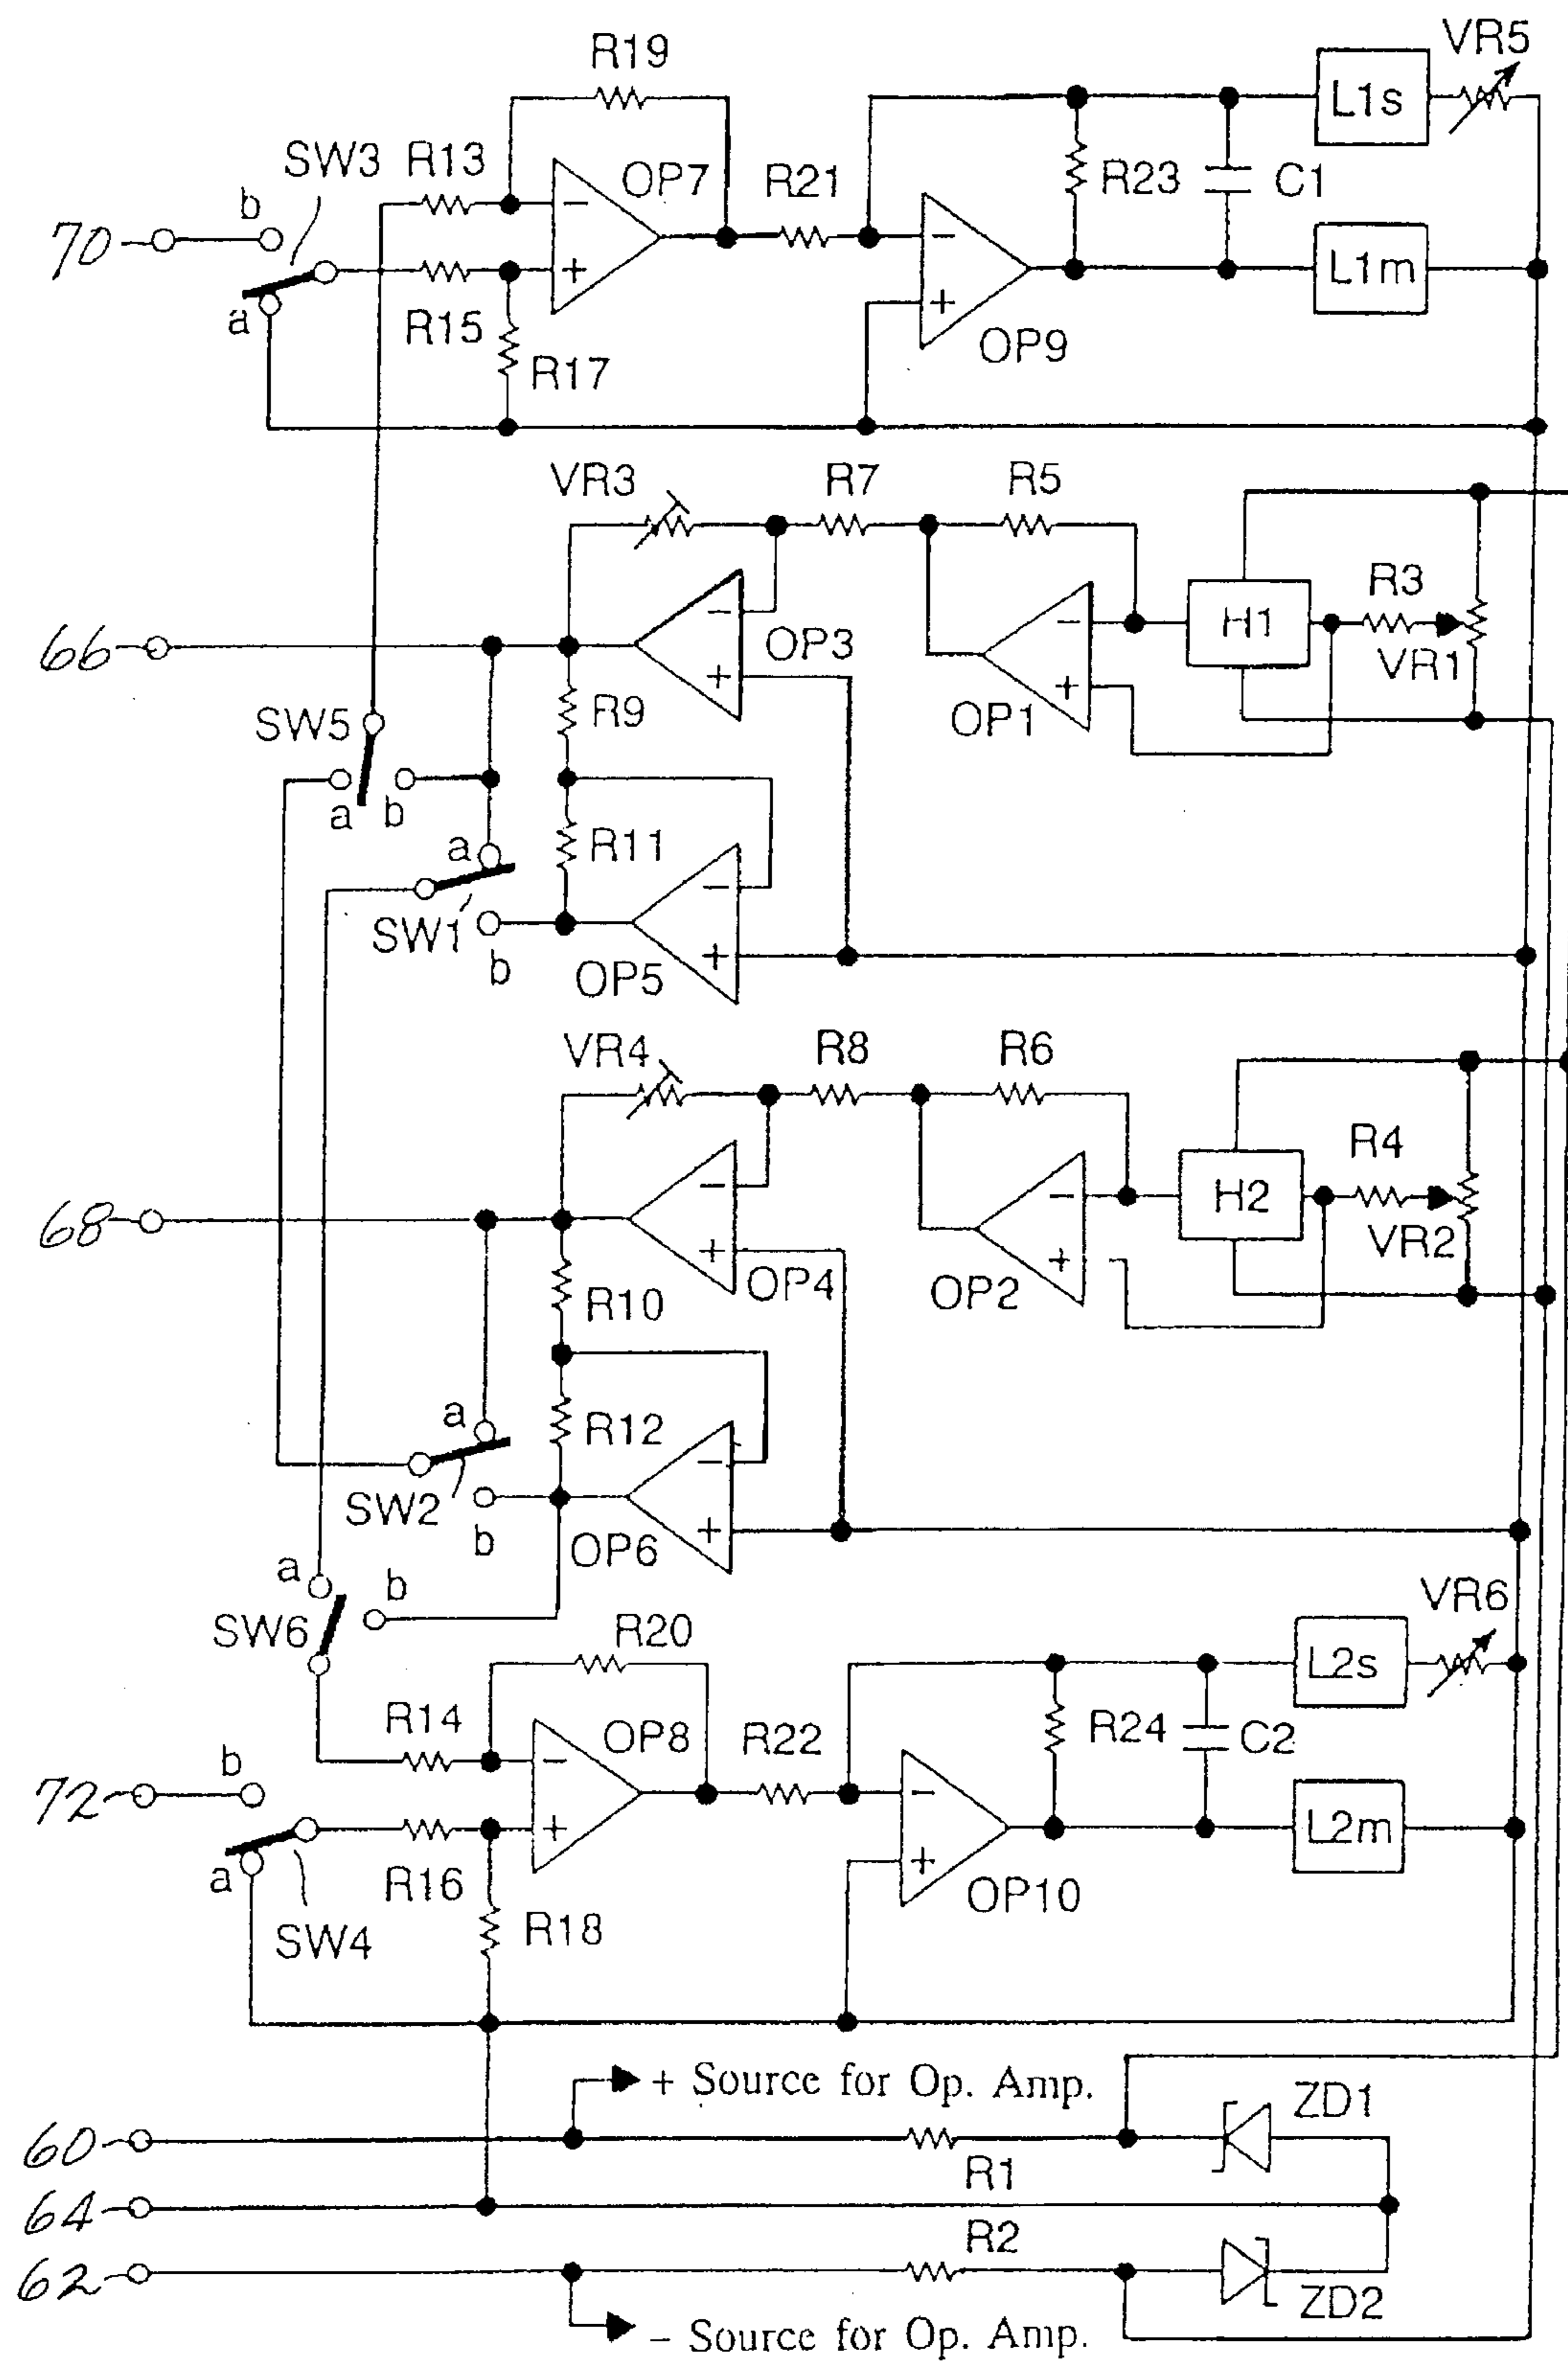 R19
VR5
L1s
SW3
R13
OP7
R21
R23
C1
b
−
−
70
+
L1m
a
R15
+
R17
OP9
VR3
R7
R5
R3
−
OP3
−
H1
66
+
VR1
R9
+
SW5
OP1
a
b
a
R11
−
SW1
b
OP5
+
VR4
R8
R6
R4
−
−
H2
68
+
VR2
OP4
+
R10
OP2
a
R12
−
SW2
b
OP6
+
a
b
VR6
SW6
R20
L2s
R14
OP8
R22
R24
C2
b
−
−
72
+
L2m
a
R16
+
OP10
SW4
R18
+ Source for Op. Amp.
ZD1
60
R1
64
R2
62
ZD2
− Source for Op. Amp.